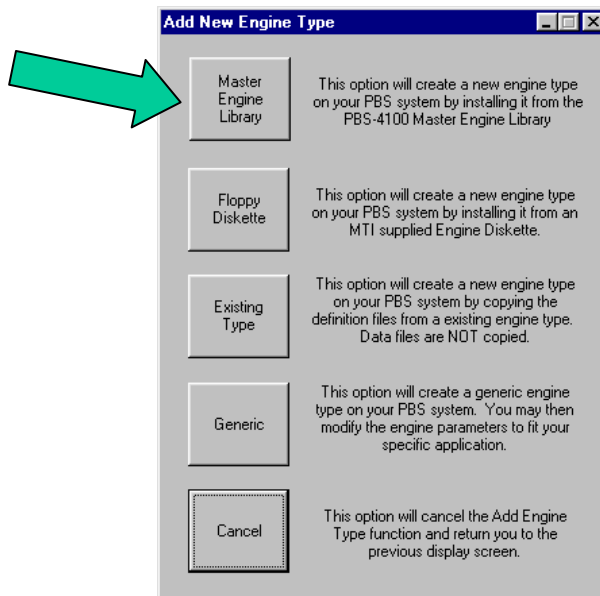 Add New Engine Type
Master
Engine
Library
This option will create a new engine type
on your PBS system by installing it from the
PBS-4100 Master Engine Library
Floppy
Diskette
This option will create a new engine type
on your PBS system by installing it from an
MTI supplied Engine Diskette.
Existing
Type
This option will create a new engine type
on your PBS system by copying the
definition files from a existing engine type.
Data files are NOT copied.
Generic
This option will create a generic engine
type on your PBS system.  You may then
modify the engine parameters to fit your
specific application.
Cancel
This option will cancel the Add Engine
Type function and return you to the
previous display screen.